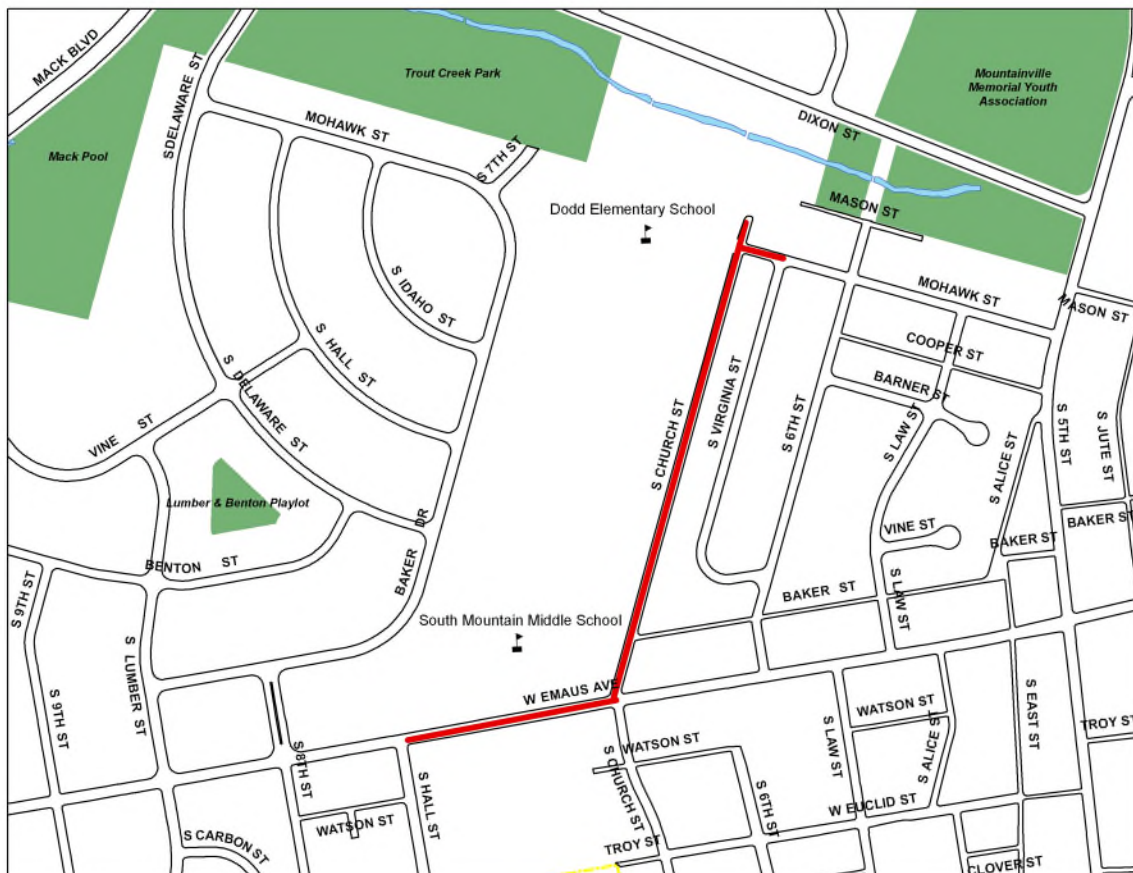 MACK BLVD
SDELAWARE ST
Trout Creek Park
Mountainville
Memorial Youth
Association
MOHAWK ST
DIXON ST
Mack Pool
S 7TH ST
MASON ST
Dodd Elementary School
S IDAHO ST
MOHAWK ST
MASON ST
S HALL ST
COOPER ST
S DELAWARE ST
BARNER ST
S VIRGINIA ST
S 6TH ST
S CHURCH ST
S LAW ST
S ALICE ST
S 5TH ST
S JUTE ST
VINE ST
Lumber & Benton Playlot
BAKER DR
VINE ST
BAKER ST
BAKER ST
BENTON ST
S 9TH ST
BAKER ST
S LAW ST
South Mountain Middle School
S LUMBER ST
S 9TH ST
W EMAUS AVE
S EAST ST
WATSON ST
S ALICE ST
TROY ST
S LAW ST
WATSON ST
S 8TH ST
S CHURCH ST
S HALL ST
S 6TH ST
W EUCLID ST
WATSON ST
S CARBON ST
TROY ST
CLOVER ST